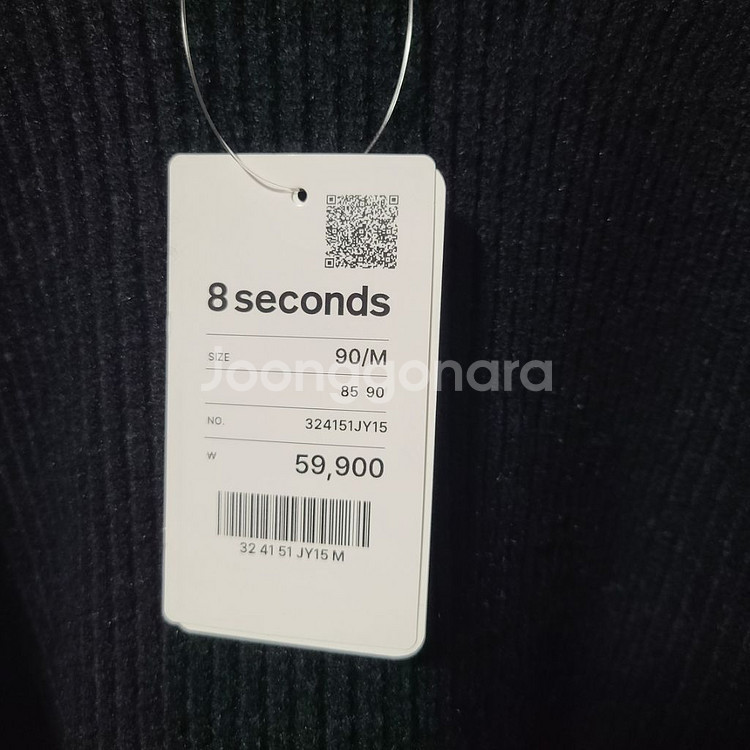 8 seconds
SIZE 90/M
Joonggonara
85 90
NO. 324151JY15
W 59,900
32 41 51 JY15 M